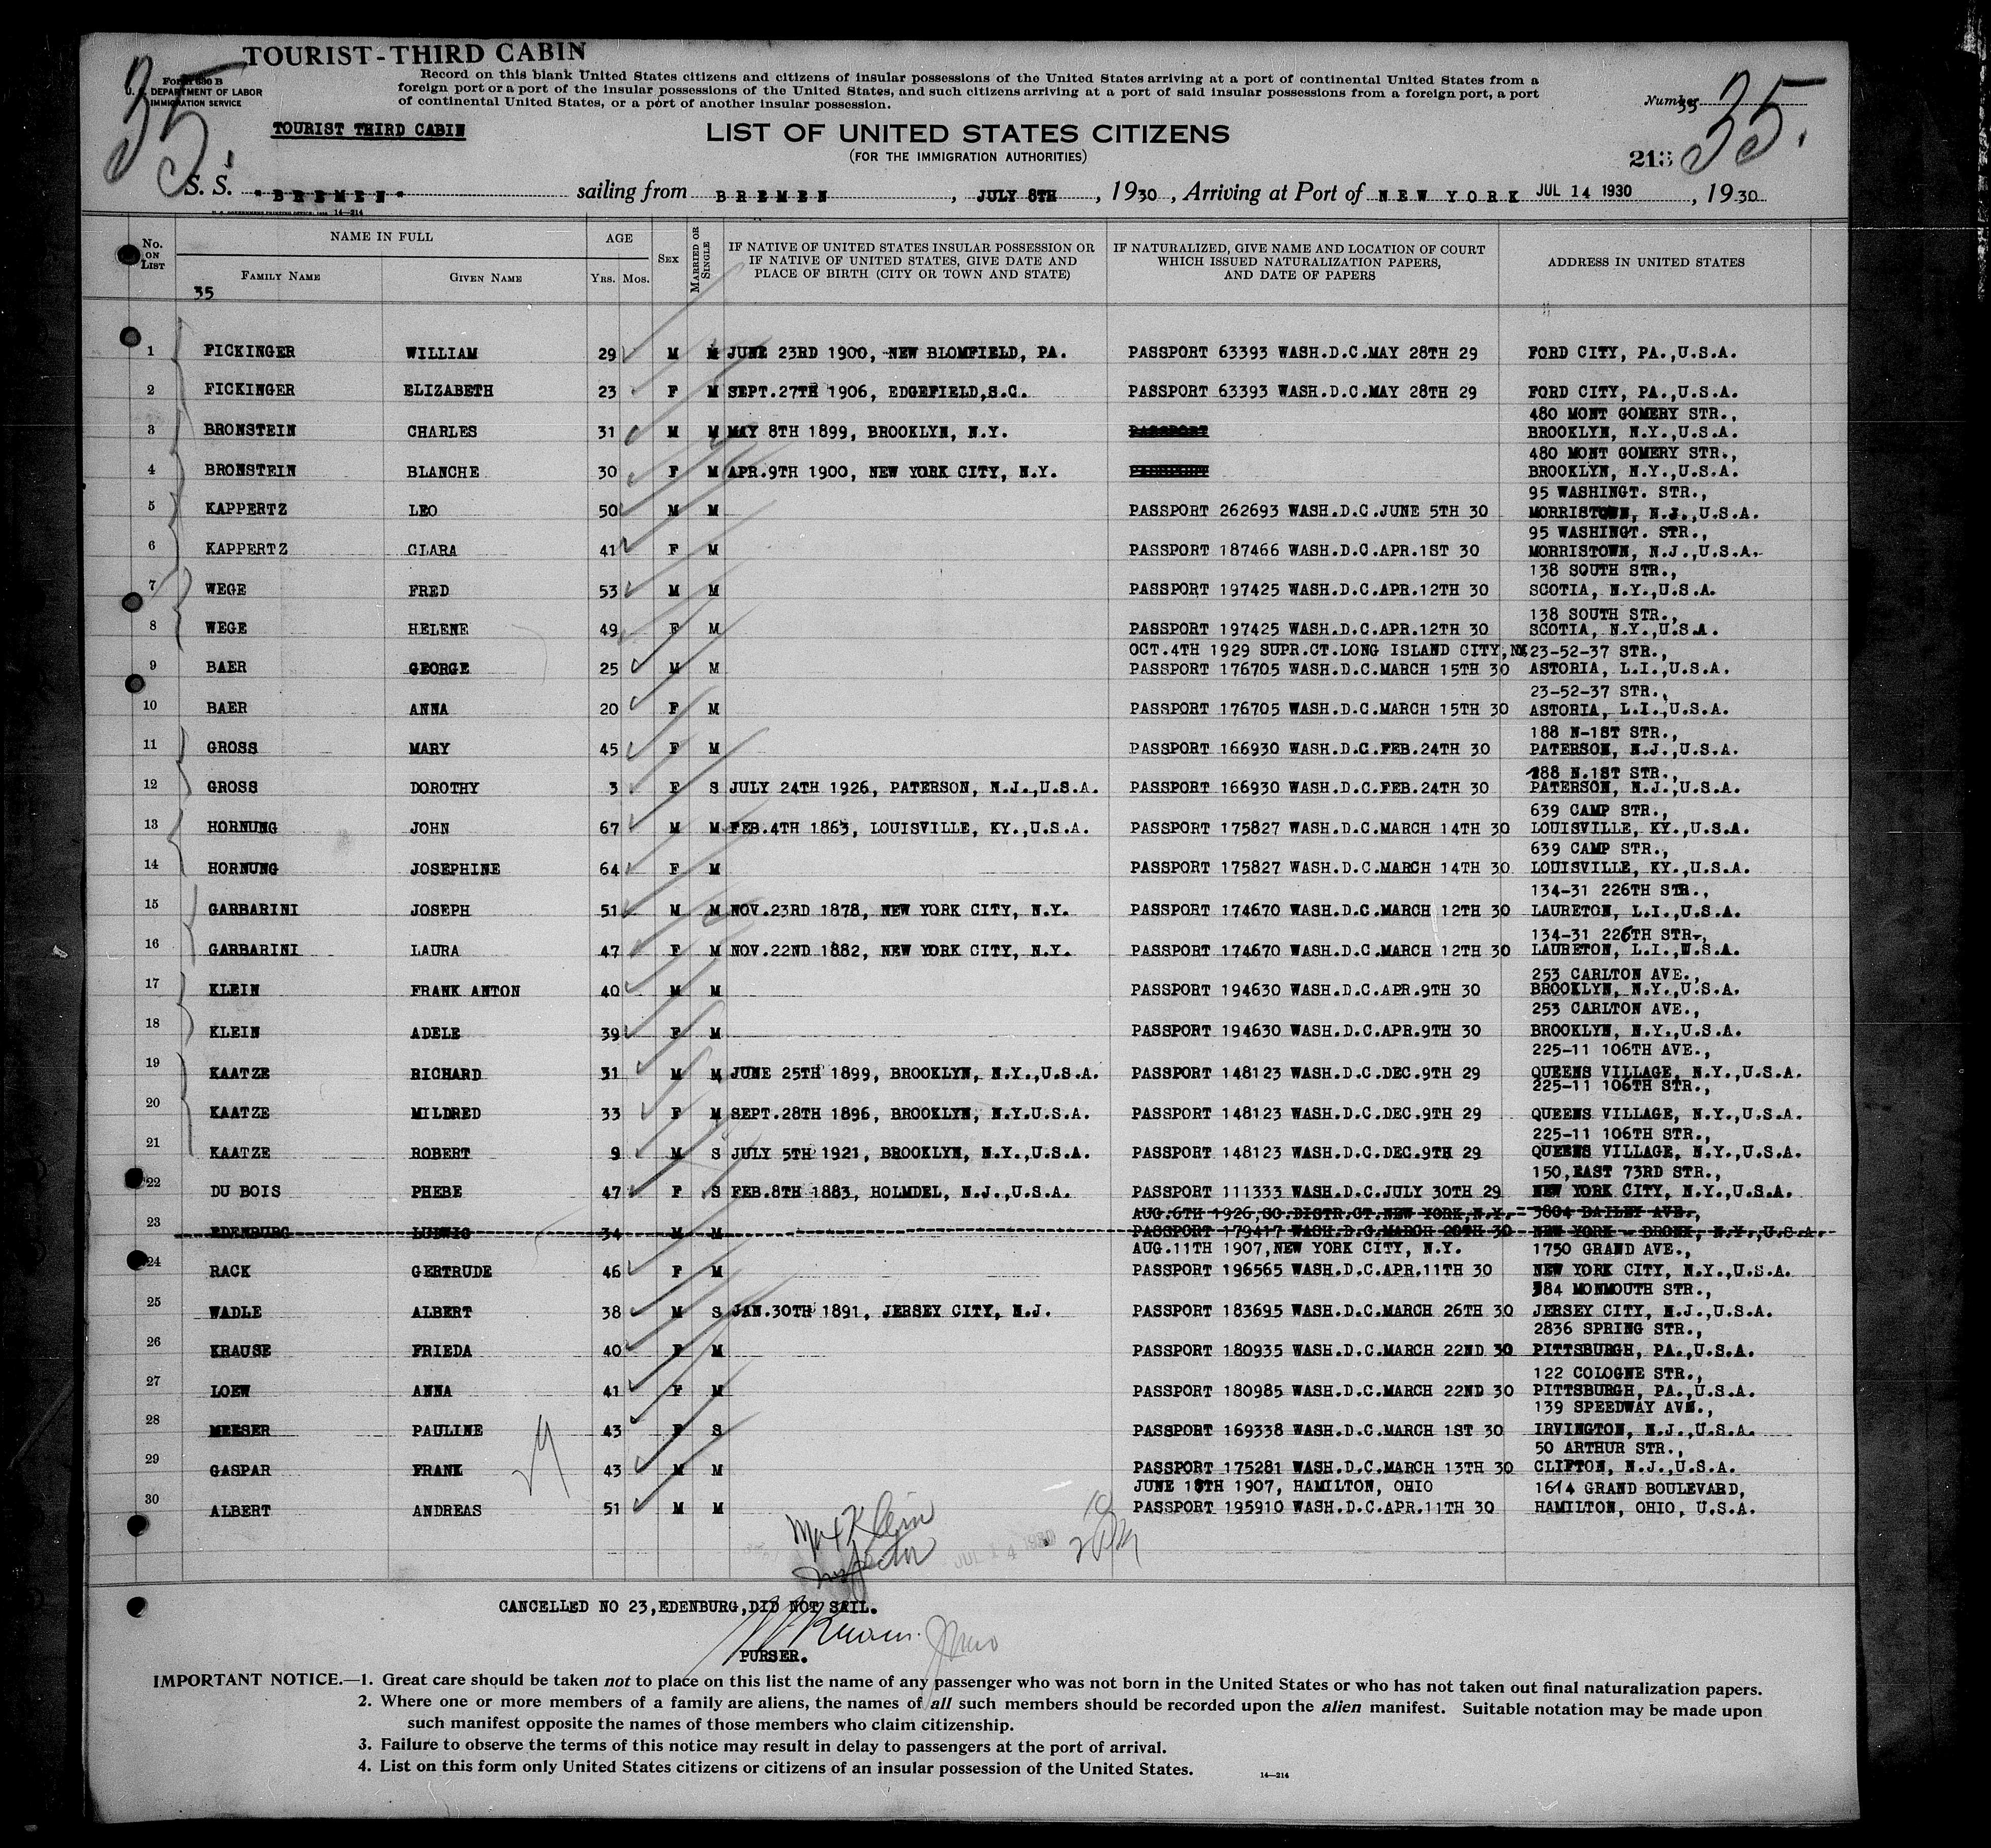 TOURIST-THIRD CABIN
Form 630 B
U. S. DEPARTMENT OF LABOR
IMMIGRATION SERVICE
Record on this blank United States citizens and citizens of insular possessions of the United States arriving at a port of continental United States from a
foreign port or a port of the insular possessions of the United States, and such citizens arriving at a port of said insular possessions from a foreign port, a port
of continental United States, or a port of another insular possession.
35
Number 35
35.
TOURIST THIRD CABIN
LIST OF UNITED STATES CITIZENS
(FOR THE IMMIGRATION AUTHORITIES)
213
S. S. "BREMEN" sailing from BREMEN, JULY 8TH, 1930, Arriving at Port of NEW YORK JUL 14 1930, 1930
14-214
No. ON LIST NAME IN FULL AGE SEX MARRIED OR SINGLE IF NATIVE OF UNITED STATES INSULAR POSSESSION OR IF NATIVE OF UNITED STATES, GIVE DATE AND PLACE OF BIRTH (CITY OR TOWN AND STATE) IF NATURALIZED, GIVE NAME AND LOCATION OF COURT WHICH ISSUED NATURALIZATION PAPERS, AND DATE OF PAPERS ADDRESS IN UNITED STATES
FAMILY NAME GIVEN NAME YRS. MOS.
35
1 FICKINGER WILLIAM 29 M M JUNE 23RD 1900, NEW BLOMFIELD, PA. PASSPORT 63393 WASH.D.C.MAY 28TH 29 FORD CITY, PA.,U.S.A.
2 FICKINGER ELIZABETH 23 F M SEPT.27TH 1906, EDGEFIELD,S.C. PASSPORT 63393 WASH.D.C.MAY 28TH 29 FORD CITY, PA.,U.S.A.
480 MONT GOMERY STR.,
3 BRONSTEIN CHARLES 31 M M MAY 8TH 1899, BROOKLYN, N.Y. PASSPORT BROOKLYN, N.Y.,U.S.A.
480 MONT GOMERY STR.,
4 BRONSTEIN BLANCHE 30 F M APR.9TH 1900, NEW YORK CITY, N.Y. PASSPORT BROOKLYN, N.Y.,U.S.A.
95 WASHINGT. STR.,
5 KAPPERTZ LEO 50 M M PASSPORT 262693 WASH.D.C.JUNE 5TH 30 MORRISTOWN, N.J.,U.S.A.
95 WASHINGT. STR.,
6 KAPPERTZ CLARA 41 F M PASSPORT 187466 WASH.D.C.APR.1ST 30 MORRISTOWN, N.J.,U.S.A.
138 SOUTH STR.,
7 WEGE FRED 53 M M PASSPORT 197425 WASH.D.C.APR.12TH 30 SCOTIA, N.Y.,U.S.A.
138 SOUTH STR.,
8 WEGE HELENE 49 F M PASSPORT 197425 WASH.D.C.APR.12TH 30 SCOTIA, N.Y.,U.S.A.
OCT.4TH 1929 SUPR.CT.LONG ISLAND CITY,NY 23-52-37 STR.,
9 BAER GEORGE 25 M M PASSPORT 176705 WASH.D.C.MARCH 15TH 30 ASTORIA, L.I.,U.S.A.
23-52-37 STR.,
10 BAER ANNA 20 F M PASSPORT 176705 WASH.D.C.MARCH 15TH 30 ASTORIA, L.I.,U.S.A.
188 N-1ST STR.,
11 GROSS MARY 45 F M PASSPORT 166930 WASH.D.C.FEB.24TH 30 PATERSON, N.J.,U.S.A.
188 N.1ST STR.,
12 GROSS DOROTHY 3 F S JULY 24TH 1926, PATERSON, N.J.,U.S.A. PASSPORT 166930 WASH.D.C.FEB.24TH 30 PATERSON, N.J.,U.S.A.
639 CAMP STR.,
13 HORNUNG JOHN 67 M M FEB.4TH 1863, LOUISVILLE, KY.,U.S.A. PASSPORT 175827 WASH.D.C.MARCH 14TH 30 LOUISVILLE, KY.,U.S.A.
639 CAMP STR.,
14 HORNUNG JOSEPHINE 64 F M PASSPORT 175827 WASH.D.C.MARCH 14TH 30 LOUISVILLE, KY.,U.S.A.
134-31 226TH STR.,
15 GARBARINI JOSEPH 51 M M NOV.23RD 1878, NEW YORK CITY, N.Y. PASSPORT 174670 WASH.D.C.MARCH 12TH 30 LAURETON, L.I.,U.S.A.
134-31 226TH STR.,
16 GARBARINI LAURA 47 F M NOV.22ND 1882, NEW YORK CITY, N.Y. PASSPORT 174670 WASH.D.C.MARCH 12TH 30 LAURETON, L.I.,U.S.A.
253 CARLTON AVE.,
17 KLEIN FRANK ANTON 40 M M PASSPORT 194630 WASH.D.C.APR.9TH 30 BROOKLYN, N.Y.,U.S.A.
253 CARLTON AVE.,
18 KLEIN ADELE 39 F M PASSPORT 194630 WASH.D.C.APR.9TH 30 BROOKLYN, N.Y.,U.S.A.
225-11 106TH AVE.,
19 KAATZE RICHARD 31 M M JUNE 25TH 1899, BROOKLYN, N.Y.,U.S.A. PASSPORT 148123 WASH.D.C.DEC.9TH 29 QUEENS VILLAGE, N.Y.,U.S.A.
225-11 106TH STR.,
20 KAATZE MILDRED 33 F M SEPT.28TH 1896, BROOKLYN, N.Y.U.S.A. PASSPORT 148123 WASH.D.C.DEC.9TH 29 QUEENS VILLAGE, N.Y.,U.S.A.
225-11 106TH STR.,
21 KAATZE ROBERT 9 M S JULY 5TH 1921, BROOKLYN, N.Y.,U.S.A. PASSPORT 148123 WASH.D.C.DEC.9TH 29 QUEENS VILLAGE, N.Y.,U.S.A.
150,EAST 73RD STR.,
22 DU BOIS PHEBE 47 F S FEB.8TH 1883, HOLMDEL, N.J.,U.S.A. PASSPORT 111333 WASH.D.C.JULY 30TH 29 NEW YORK CITY, N.Y.,U.S.A.
AUG.6TH 1926,SO.DISTR.CT.NEW YORK,N.Y. 3804 BAILEY AVE.,
23 EDENBURG LUDWIG 34 M M PASSPORT 179417 WASH.D.C.MARCH 20TH 30 NEW YORK - BRONX, N.Y.,U.S.A.
AUG.11TH 1907,NEW YORK CITY, N.Y. 1750 GRAND AVE.,
24 RACK GERTRUDE 46 F M PASSPORT 196565 WASH.D.C.APR.11TH 30 NEW YORK CITY, N.Y.,U.S.A.
384 MONMOUTH STR.,
25 WADLE ALBERT 38 M S JAN.30TH 1891, JERSEY CITY, N.J. PASSPORT 183695 WASH.D.C.MARCH 26TH 30 JERSEY CITY, N.J.,U.S.A.
2836 SPRING STR.,
26 KRAUSE FRIEDA 40 F M PASSPORT 180935 WASH.D.C.MARCH 22ND 30 PITTSBURGH, PA.,U.S.A.
122 COLOGNE STR.,
27 LOEW ANNA 41 F M PASSPORT 180985 WASH.D.C.MARCH 22ND 30 PITTSBURGH, PA.,U.S.A.
139 SPEEDWAY AVE.,
28 MEESER PAULINE 43 F S PASSPORT 169338 WASH.D.C.MARCH 1ST 30 IRVINGTON, N.J.,U.S.A.
50 ARTHUR STR.,
29 GASPAR FRANK 43 M M PASSPORT 175281 WASH.D.C.MARCH 13TH 30 CLIFTON, N.J.,U.S.A.
JUNE 18TH 1907, HAMILTON, OHIO 1614 GRAND BOULEVARD,
30 ALBERT ANDREAS 51 M M PASSPORT 195910 WASH.D.C.APR.11TH 30 HAMILTON, OHIO, U.S.A.
Max Klein
Inspector
JUL 14 1930
CANCELLED NO 23,EDENBURG,DID NOT SAIL.
PURSER.
IMPORTANT NOTICE.—1. Great care should be taken not to place on this list the name of any passenger who was not born in the United States or who has not taken out final naturalization papers.
2. Where one or more members of a family are aliens, the names of all such members should be recorded upon the alien manifest. Suitable notation may be made upon
such manifest opposite the names of those members who claim citizenship.
3. Failure to observe the terms of this notice may result in delay to passengers at the port of arrival.
4. List on this form only United States citizens or citizens of an insular possession of the United States.
14—214